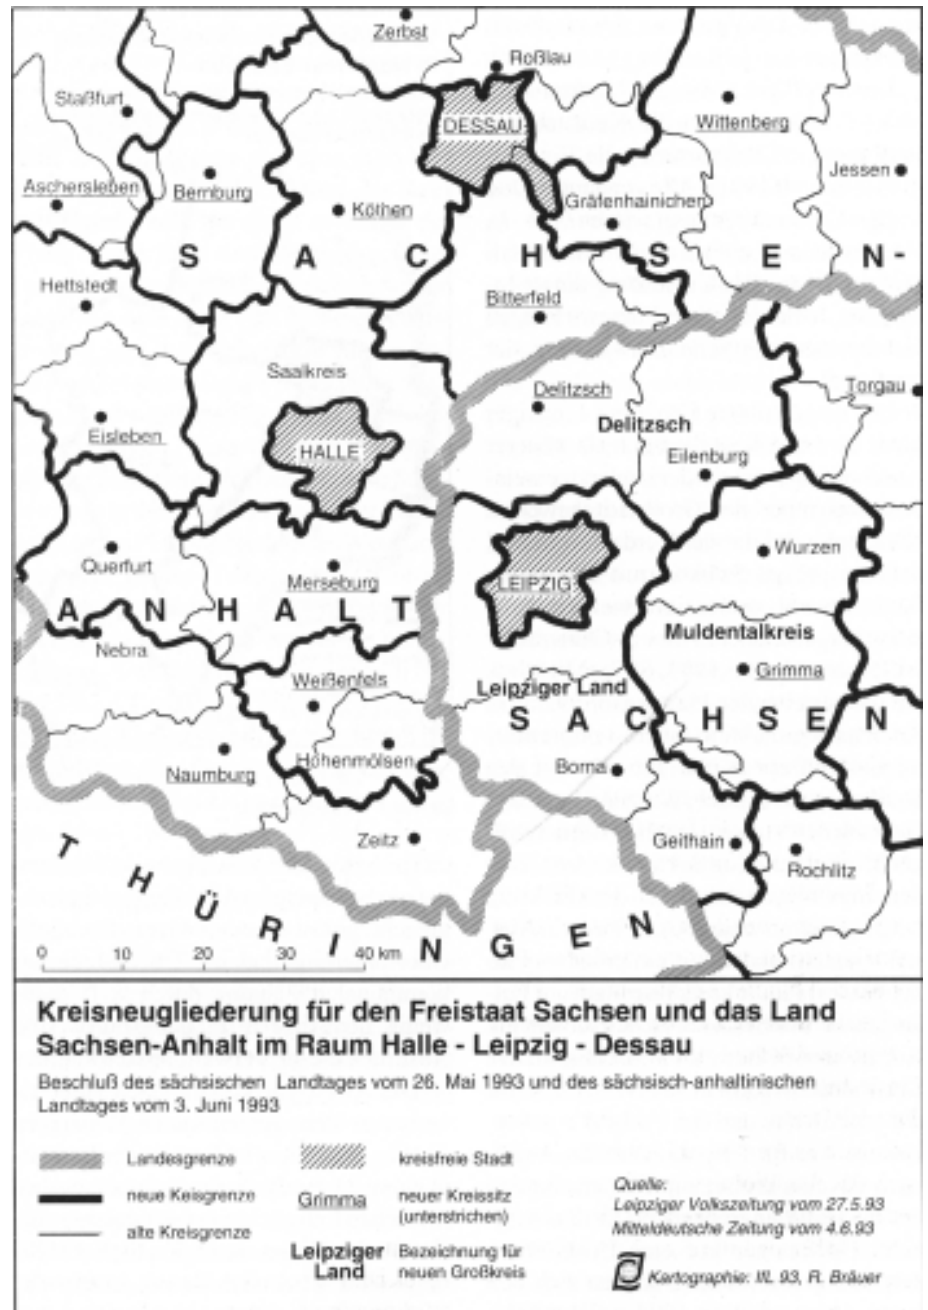 Zerbst
Roßlau
Staßfurt
DESSAU
Wittenberg
Aschersleben
Bernburg
Jessen
Köthen
Gräfenhainichen
S A C H S E N -
Hettstedt
Bitterfeld
Saalkreis
Delitzsch
Torgau
Eisleben
HALLE
Delitzsch
Eilenburg
Querfurt
Merseburg
LEIPZIG
Wurzen
A N H A L T
Nebra
Muldentalkreis
Weißenfels
Leipziger Land
Grimma
S A C H S E N
Naumburg
Hohenmölsen
Borna
Zeitz
Geithain
Rochlitz
T H Ü R I N G E N
0 10 20 30 40 km
Kreisneugliederung für den Freistaat Sachsen und das Land
Sachsen-Anhalt im Raum Halle - Leipzig - Dessau
Beschluß des sächsischen Landtages vom 26. Mai 1993 und des sächsisch-anhaltinischen
Landtages vom 3. Juni 1993
Landesgrenze
neue Keisgrenze
alte Kreisgrenze
kreisfreie Stadt
Grimma
neuer Kreissitz
(unterstrichen)
Leipziger
Land
Bezeichnung für
neuen Großkreis
Quelle:
Leipziger Volkszeitung vom 27.5.93
Mitteldeutsche Zeitung vom 4.6.93
Kartographie: IfL 93, R. Bräuer